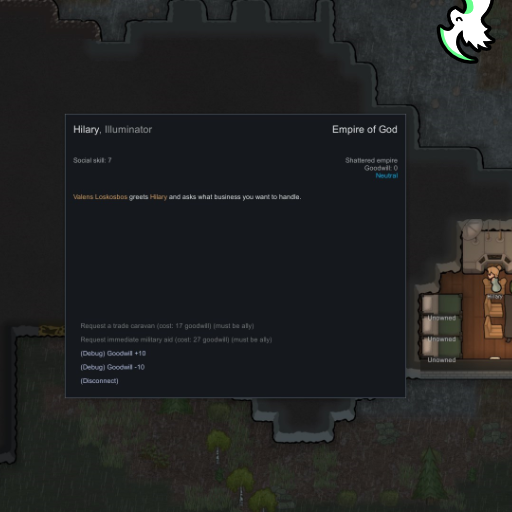 Hilary, Illuminator
Empire of God
Social skill: 7
Shattered empire
Goodwill: 0
Neutral
Valens Loskosbos greets Hilary and asks what business you want to handle.
Request a trade caravan (cost: 17 goodwill) (must be ally)
Request immediate military aid (cost: 27 goodwill) (must be ally)
(Debug) Goodwill +10
(Debug) Goodwill -10
(Disconnect)
Hilary
Unowned
Unowned
Unowned